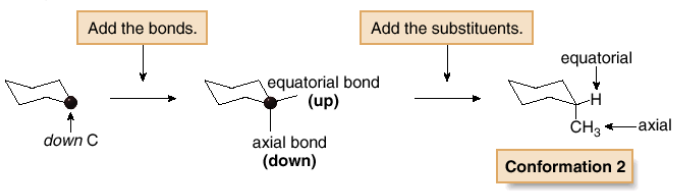 Add the bonds.
Add the substituents.
down C
equatorial bond
(up)
axial bond
(down)
equatorial
H
CH₃
axial
Conformation 2